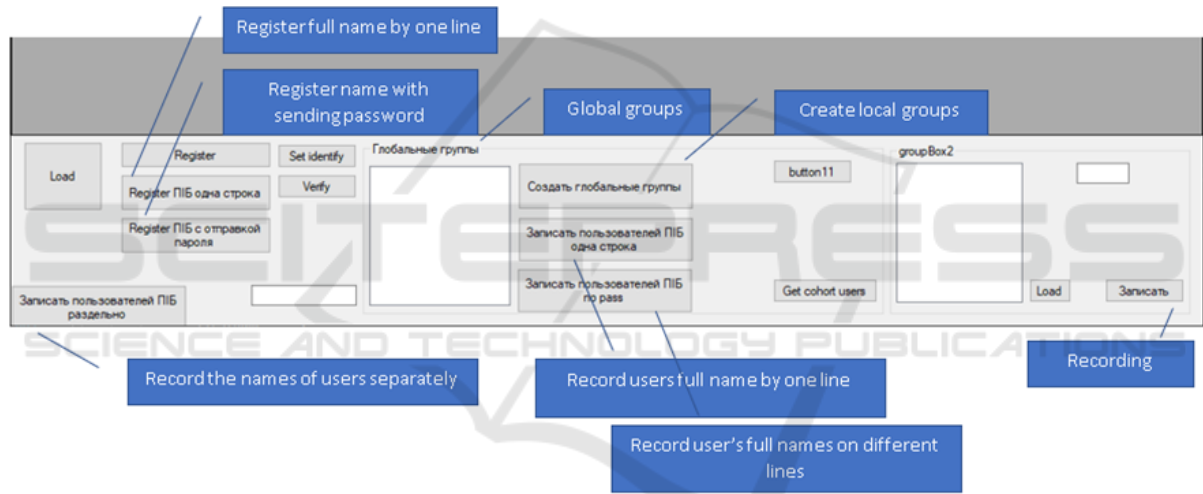 Register full name by one line
Register name with
sending password
Global groups
Create local groups
Load
Register
Set identify
Register ПІБ одна строка
Verify
Register ПІБ с отправкой
пароля
Записать пользователей ПІБ
раздельно
Глобальные группы
Создать глобальные группы
Записать пользователей ПІБ
одна строка
Записать пользователей ПІБ
no pass
button11
Get cohort users
groupBox2
Load
Записать
SCITEPRESS
SCIENCE AND TECHNOLOGY PUBLICATIONS
Record the names of users separately
Record users full name by one line
Recording
Record user's full names on different
lines